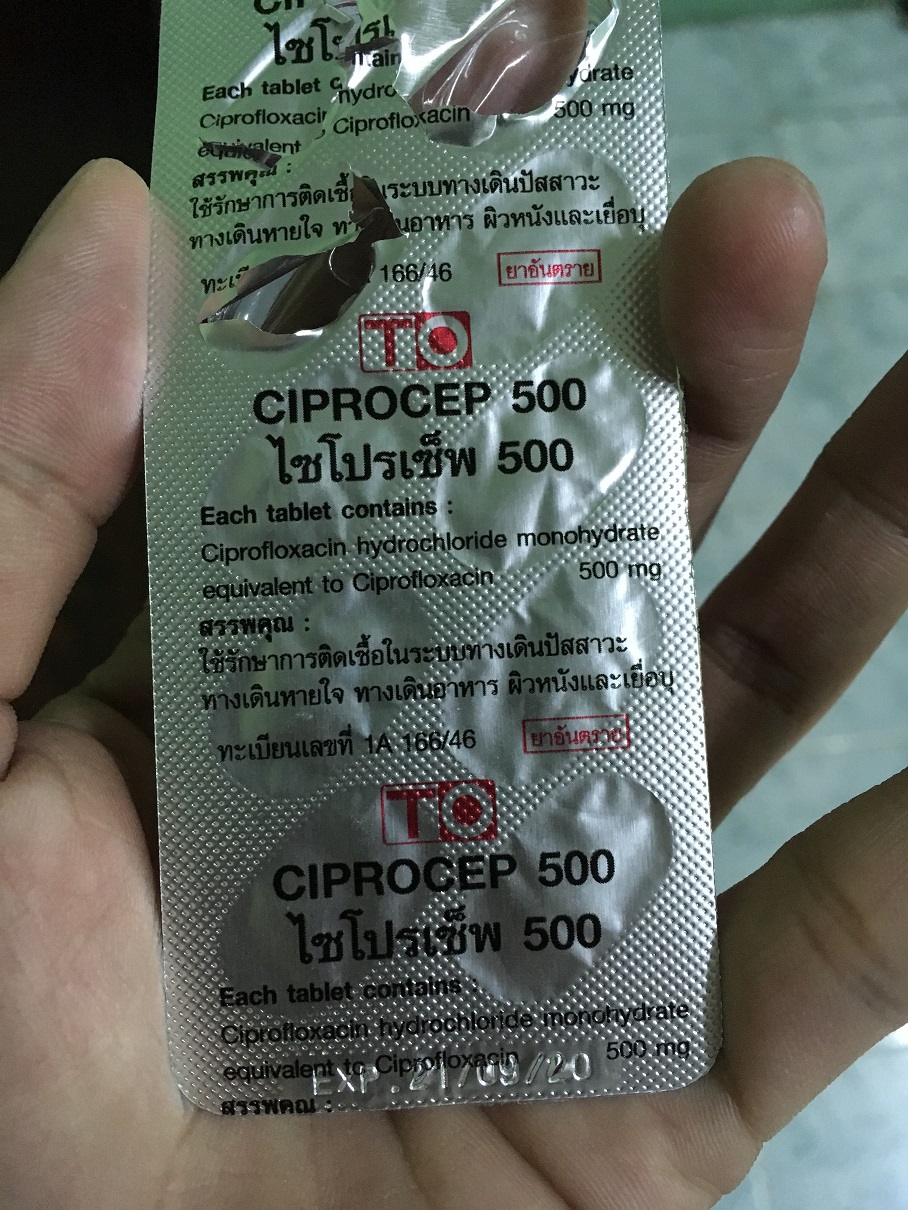 ไซโปรเ
Each tablet c
ntain
ydrate
Ciprofloxacin
hydro
500 mg
equivalent
Ciprofloxacin
สรรพคุณ :
ใช้รักษาการติดเชื้อ ระบบทางเดินปัสสาวะ
ทางเดินหายใจ ทา นอาหาร ผิวหนังและเยื่อบุ
ทะเบี 166/46 ยาอันตราย
TO
CIPROCEP 500
ไซโปรเซ็พ 500
Each tablet contains :
Ciprofloxacin hydrochloride monohydrate
equivalent to Ciprofloxacin 500 mg
สรรพคุณ :
ใช้รักษาการติดเชื้อในระบบทางเดินปัสสาวะ
ทางเดินหายใจ ทางเดินอาหาร ผิวหนังและเยื่อบุ
ทะเบียนเลขที่ 1A 166/46 ยาอันตราย
TO
CIPROCEP 500
ไซโปรเซ็พ 500
Each tablet contains :
Ciprofloxacin hydrochloride monohydrate
equivalent to Ciprofloxacin 500 mg
EXP.21/09/20
สรรพคุณ :